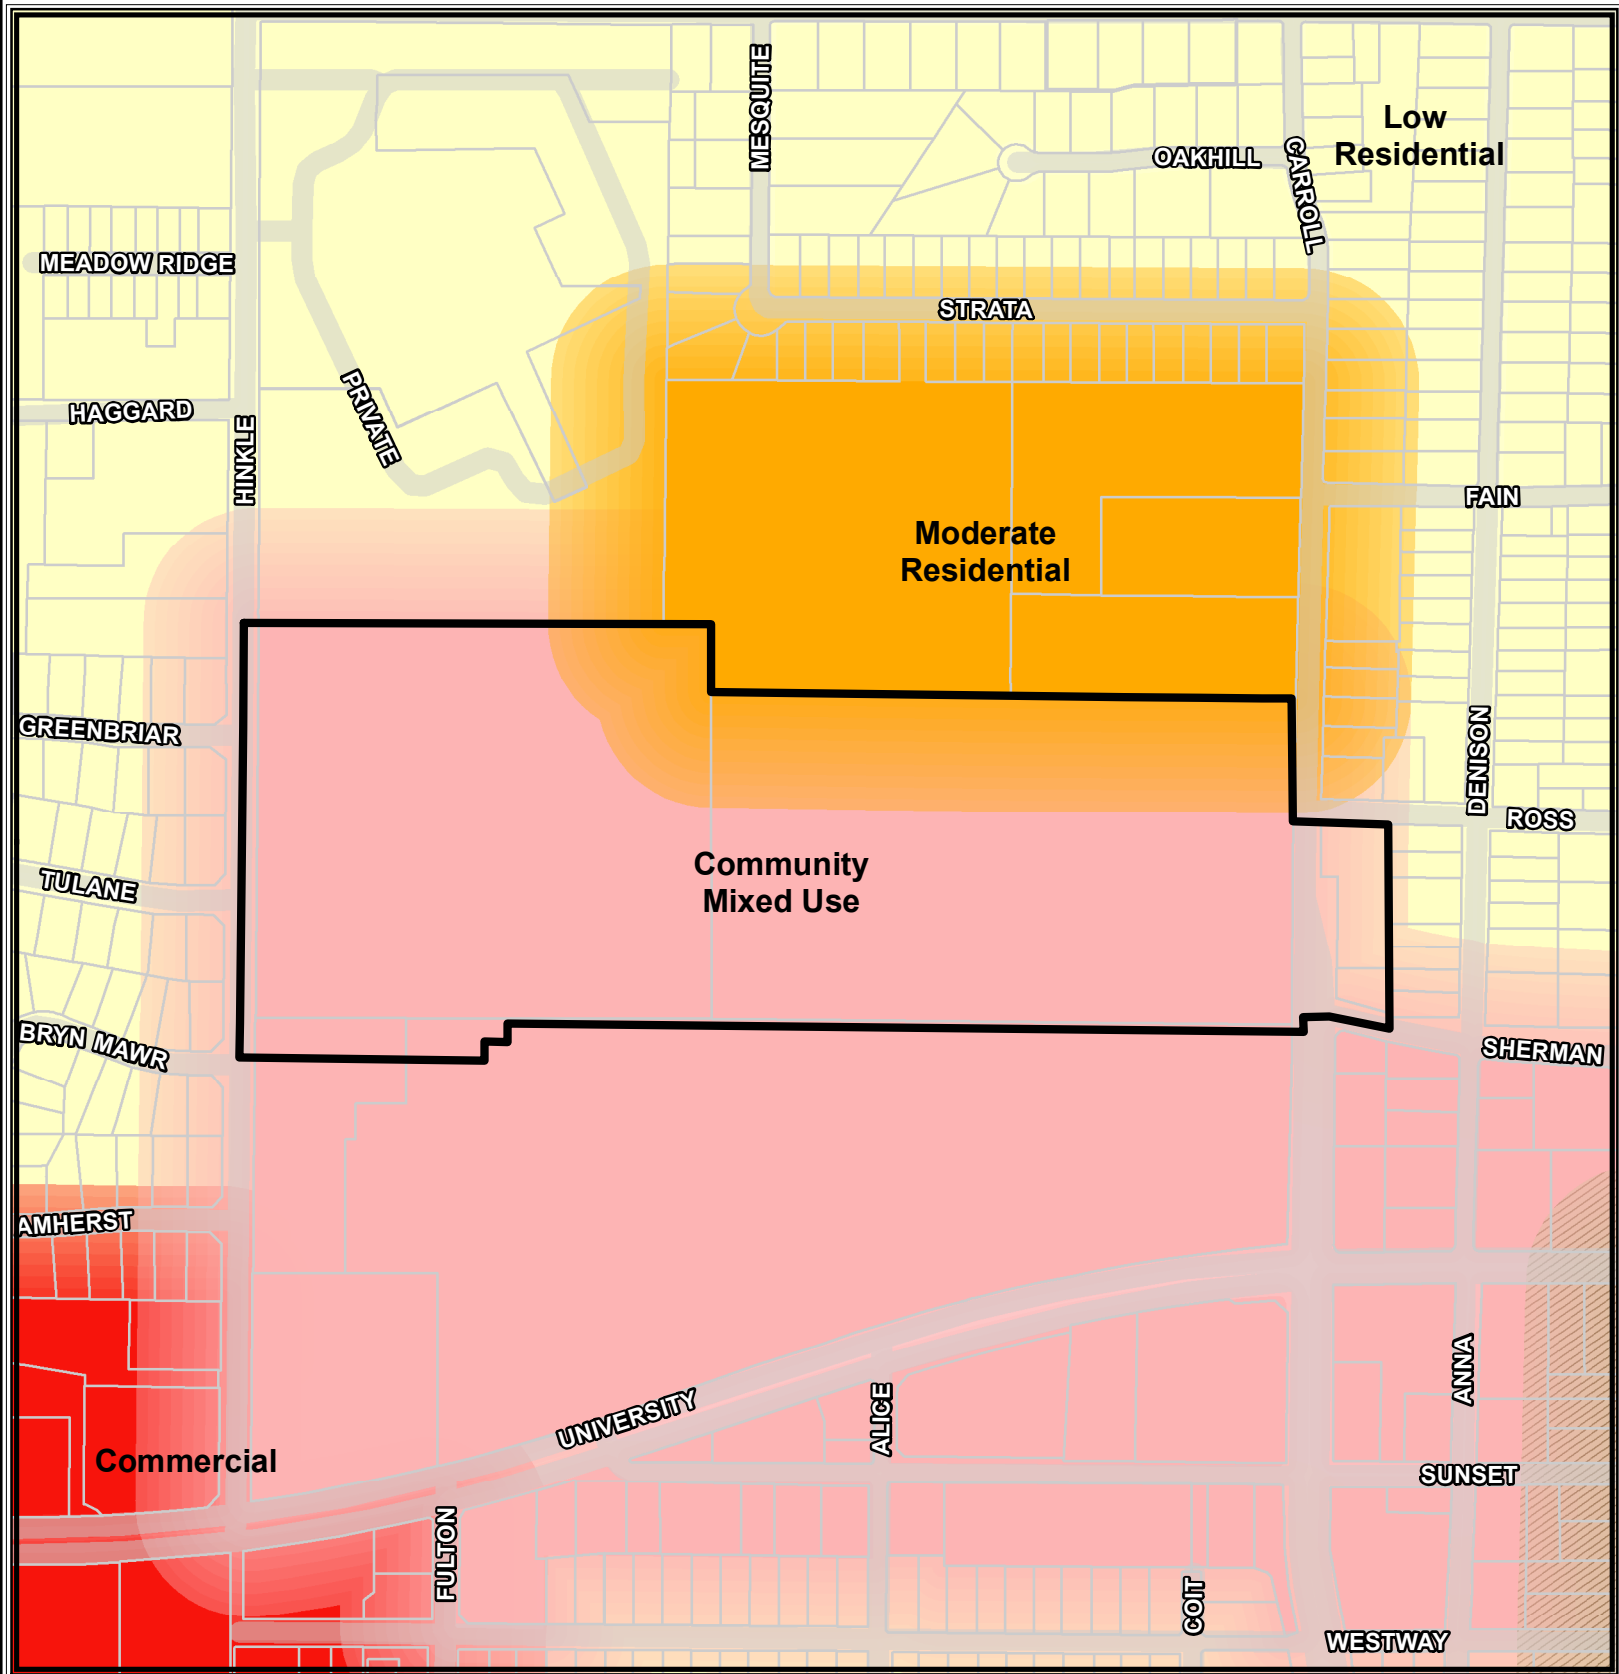 MESQUITE
Low
Residential
OAKHILL
CARROLL
MEADOW RIDGE
STRATA
PRIVATE
HAGGARD
HINKLE
FAIN
Moderate
Residential
GREENBRIAR
DENISON
ROSS
Community
Mixed Use
TULANE
BRYN MAWR
SHERMAN
AMHERST
ANNA
UNIVERSITY
ALICE
Commercial
SUNSET
FULTON
COIT
WESTWAY